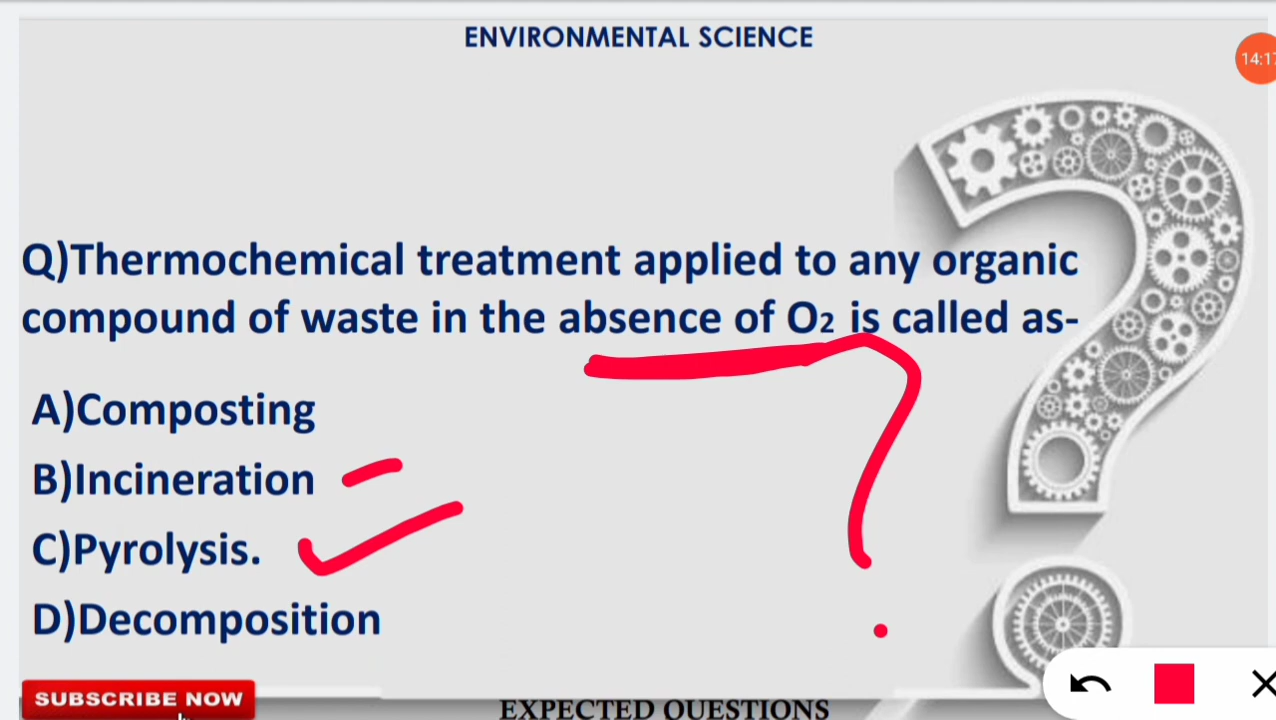 ENVIRONMENTAL SCIENCE
14:17
Q)Thermochemical treatment applied to any organic
compound of waste in the absence of O2 is called as-
A)Composting
B)Incineration
C)Pyrolysis.
D)Decomposition
SUBSCRIBE NOW
EXPECTED QUESTIONS